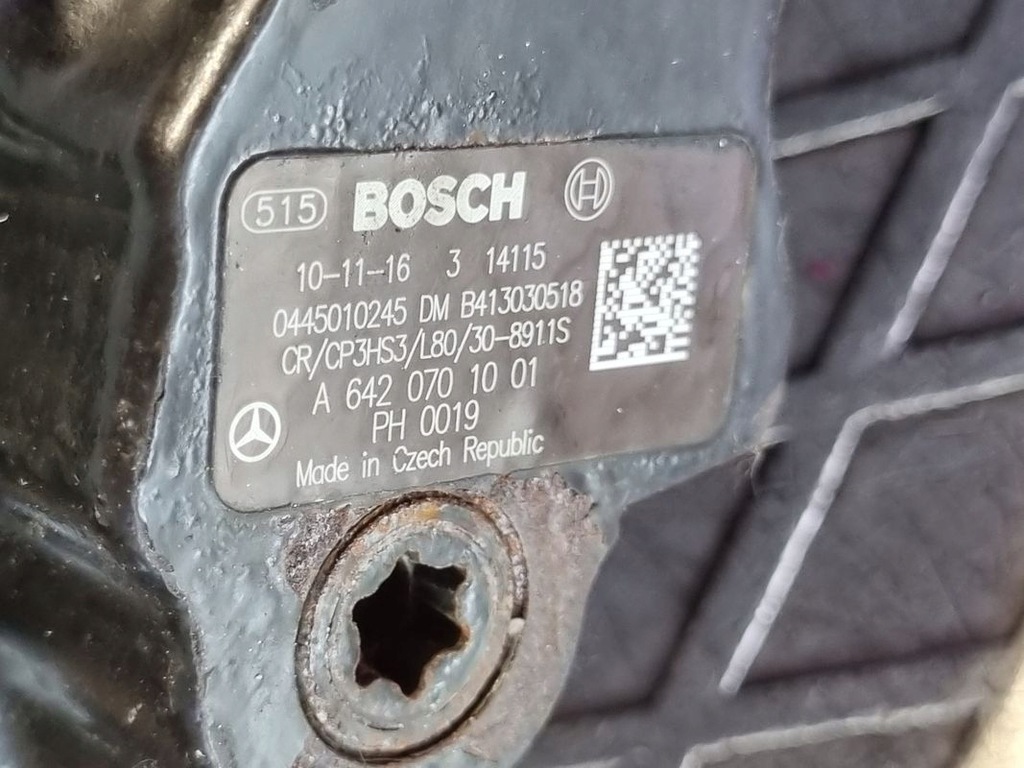 515 BOSCH H
10-11-16 3 14115
0445010245 DM B413030518
CR/CP3HS3/L80/30-8911S
A 642 070 10 01
PH 0019
Made in Czech Republic